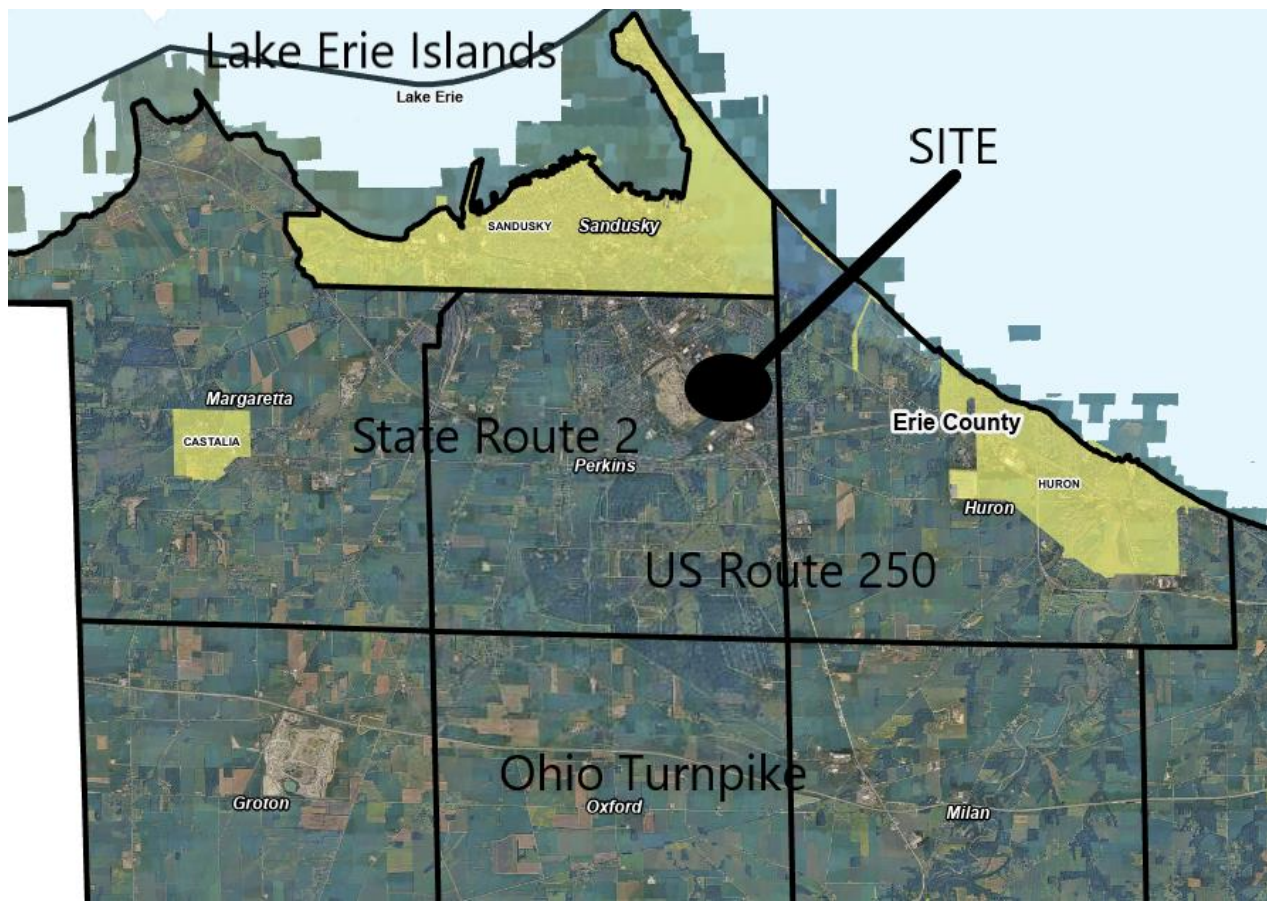 Lake Erie Islands
Lake Erie
SITE
SANDUSKY
Sandusky
Margaretta
CASTALIA
State Route 2
Perkins
Erie County
HURON
Huron
US Route 250
Ohio Turnpike
Groton
Oxford
Milan